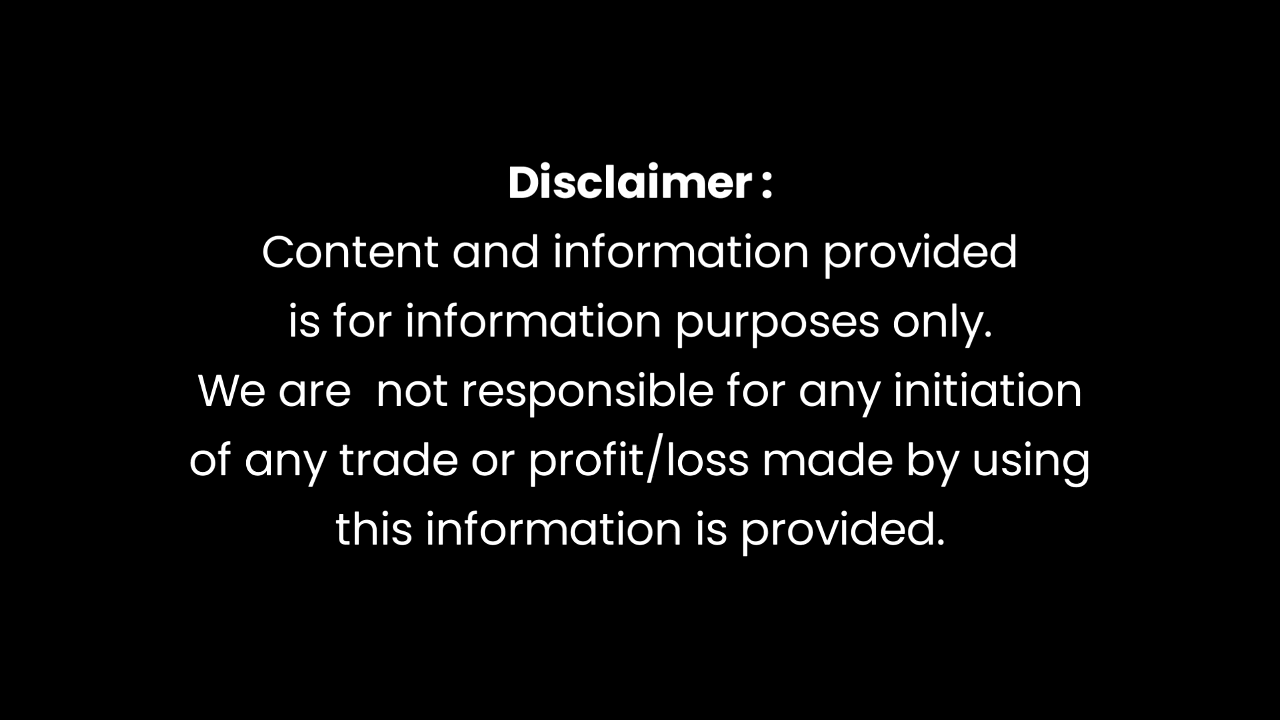 Disclaimer :
Content and information provided
is for information purposes only.
We are  not responsible for any initiation
of any trade or profit/loss made by using
this information is provided.